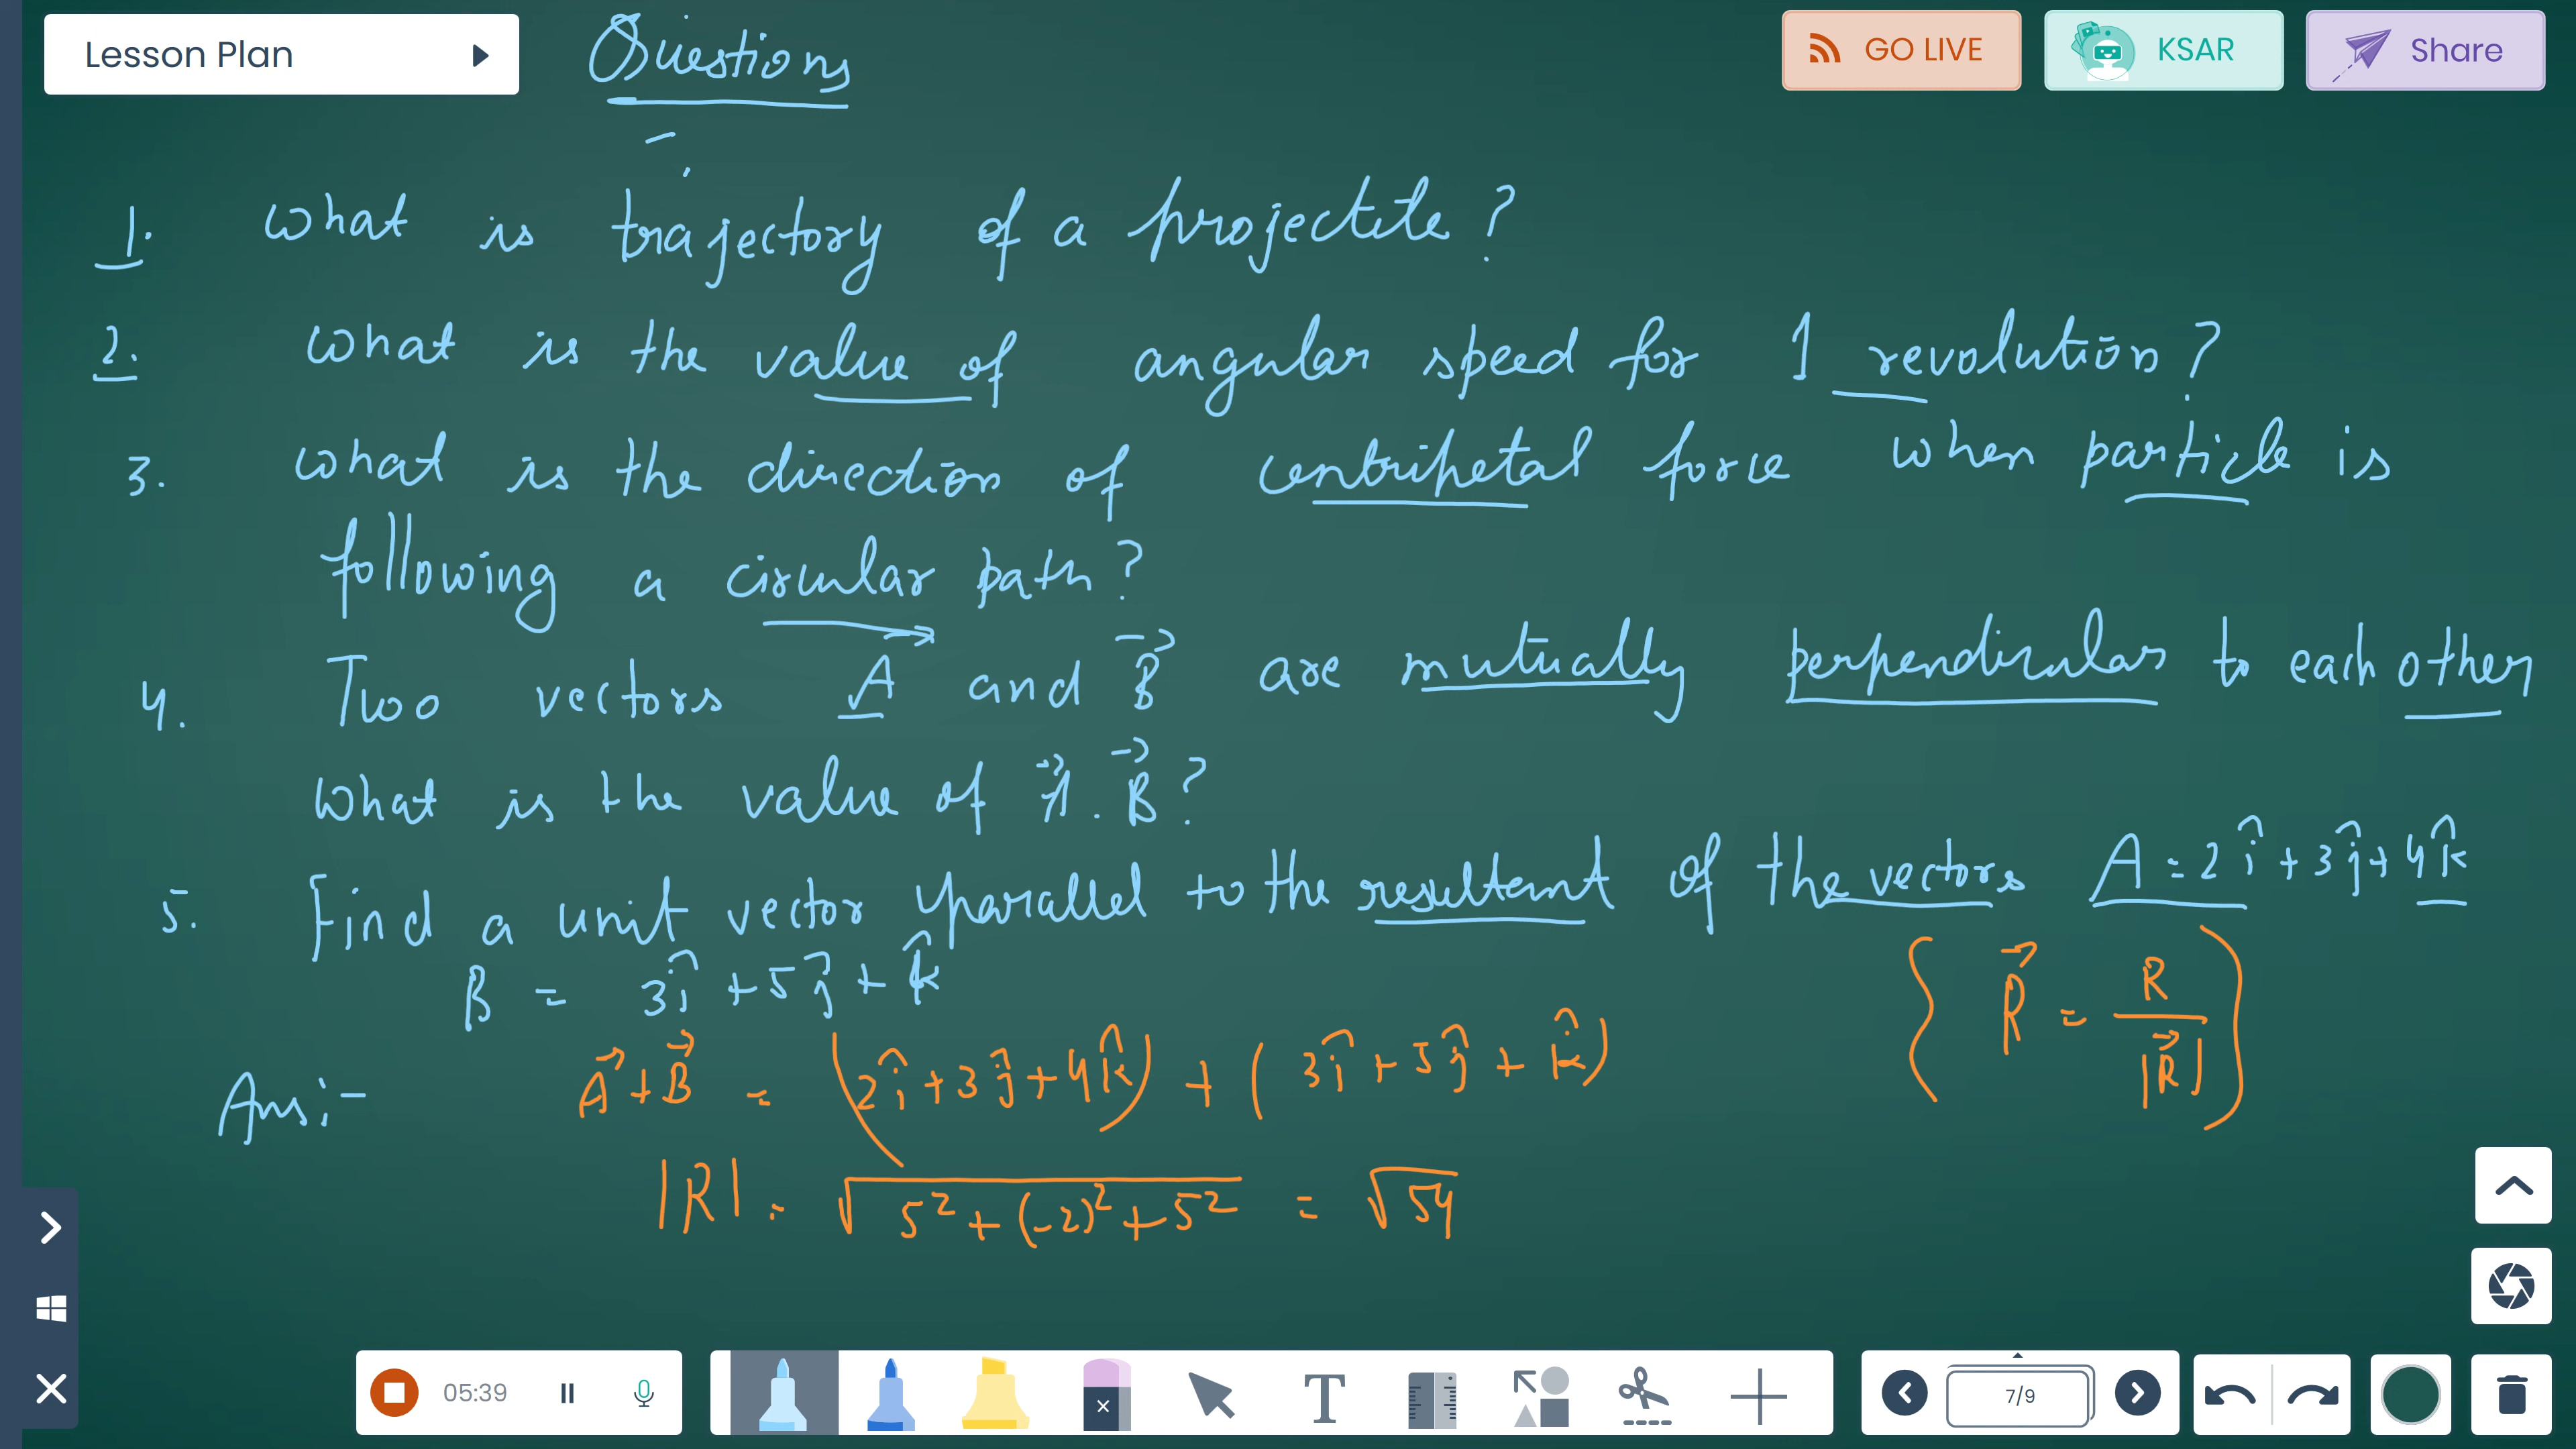 Lesson Plan
Questions
GO LIVE
KSAR
Share
1. What is trajectory of a projectile?
2. What is the value of angular speed for 1 revolution?
3. What is the direction of centripetal force when particle is
following a circular path?
4. Two vectors A⃗ and B⃗ are mutually perpendicular to each other
What is the value of A⃗ . B⃗ ?
5. Find a unit vector parallel to the resultant of the vectors A = 2î + 3ĵ + 4k̂
B = 3î + 5ĵ + k̂
{ R⃗ = R / |R⃗| }
Ans:- A⃗ + B⃗ = (2î + 3ĵ + 4k̂) + (3î + 5ĵ + k̂)
|R| = √5² + (-2)² + 5² = √54
05:39
T
7/9